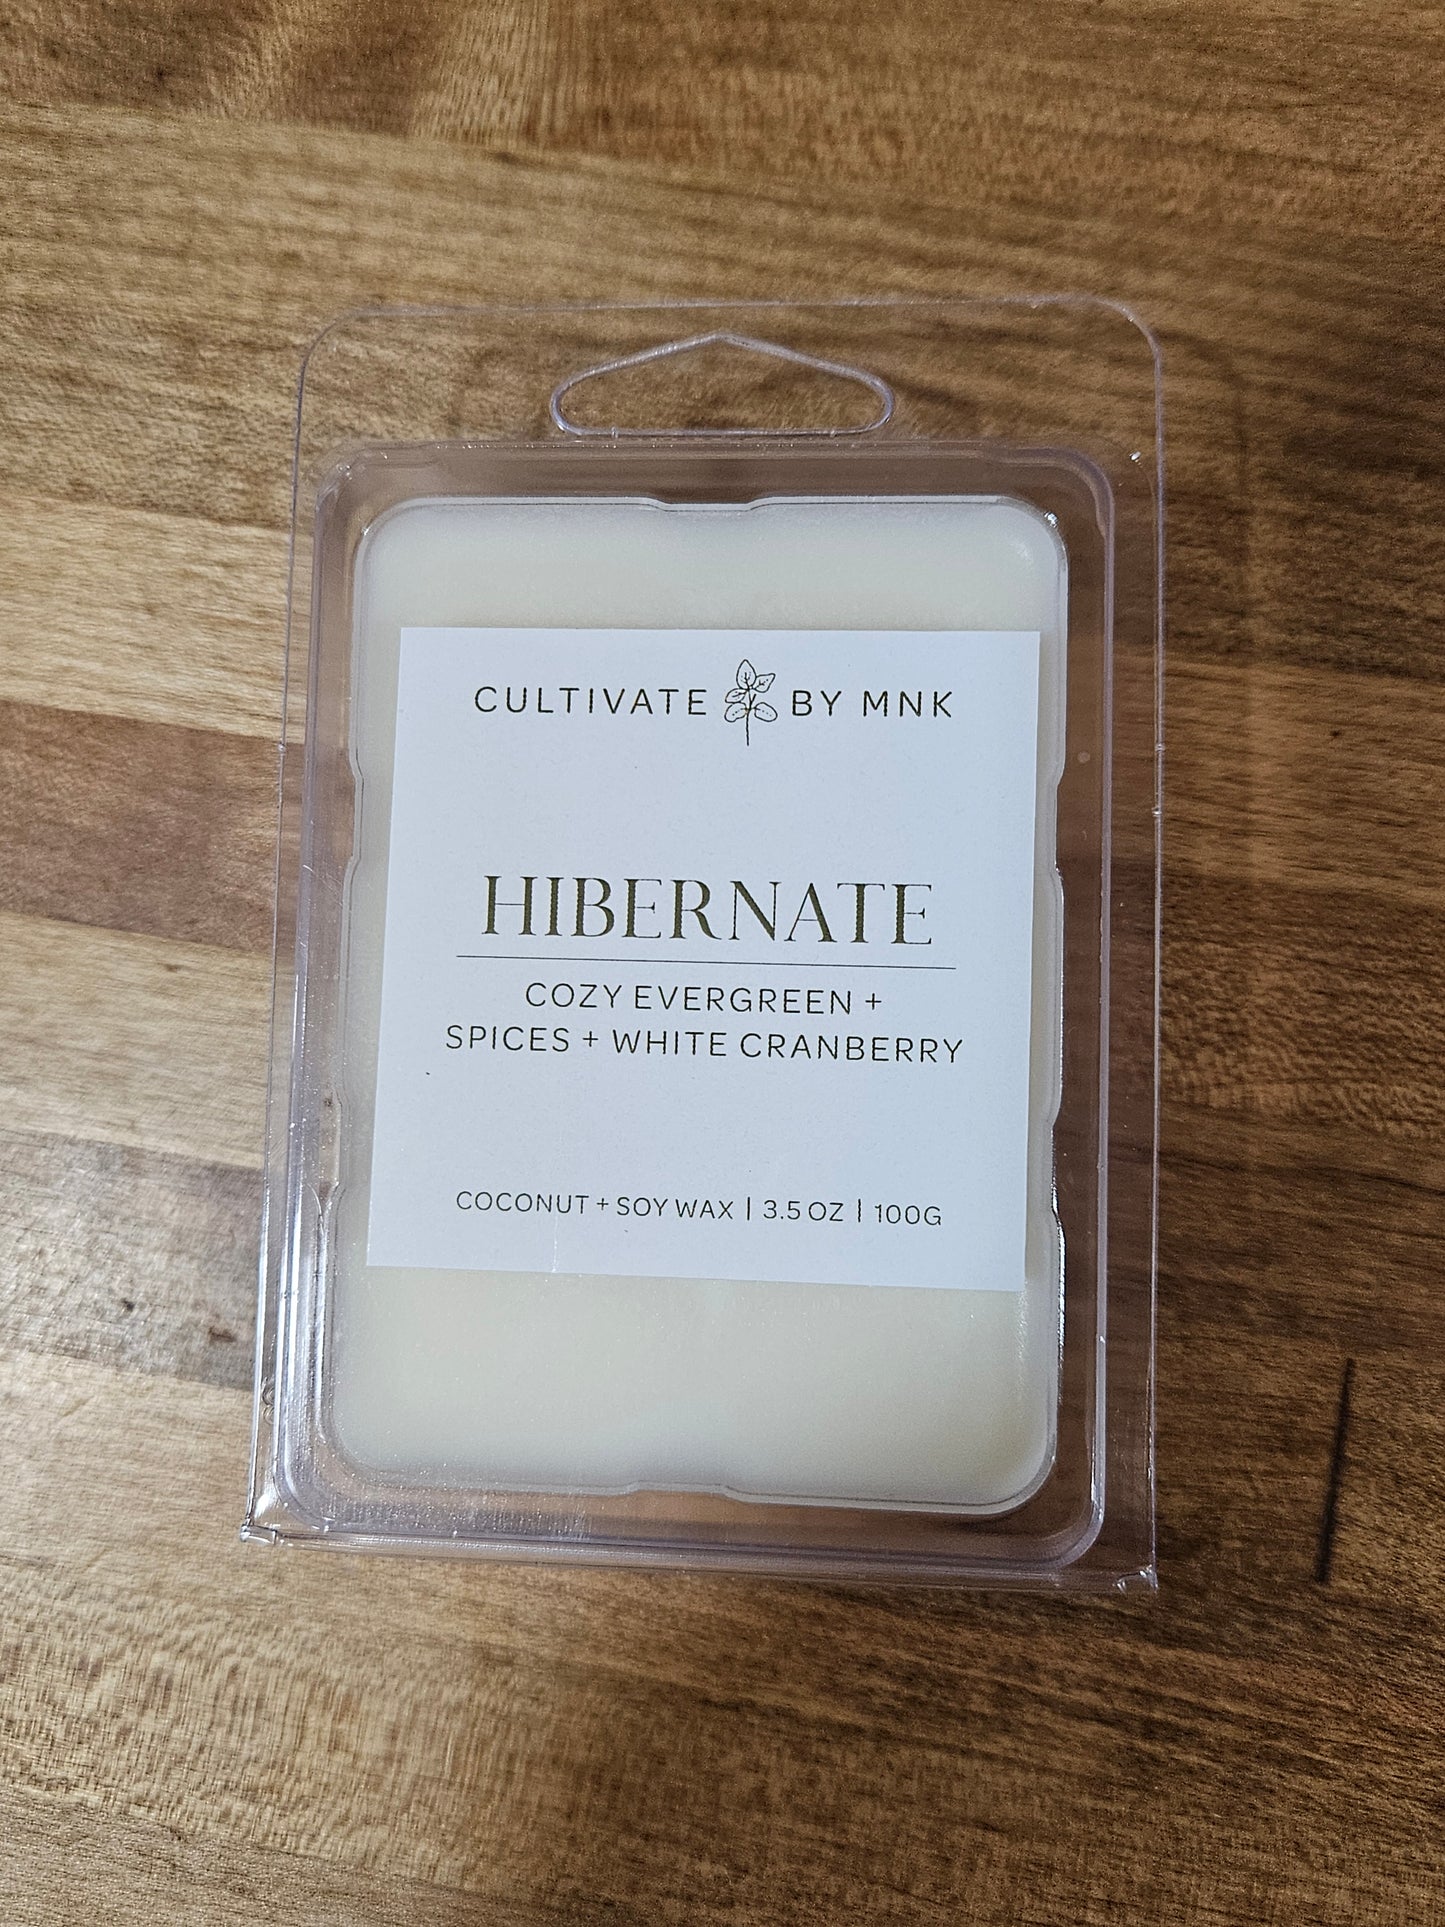 CULTIVATE BY MNK
HIBERNATE
COZY EVERGREEN +
SPICES + WHITE CRANBERRY
COCONUT + SOY WAX | 3.5 OZ | 100G